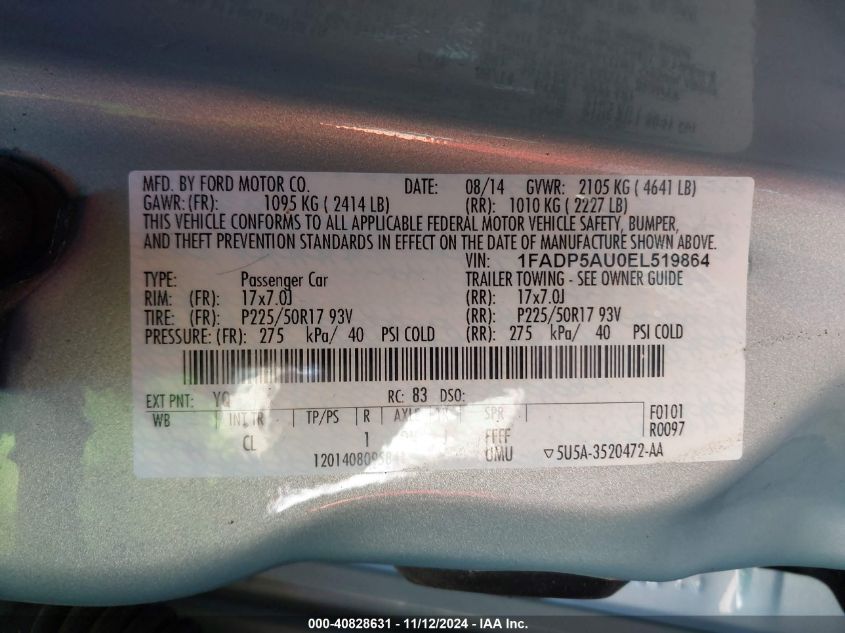 MFD. BY FORD MOTOR CO. DATE: 08/14 GVWR: 2105 KG ( 4641 LB)
GAWR: (FR): 1095 KG ( 2414 LB) (RR): 1010 KG ( 2227 LB)
THIS VEHICLE CONFORMS TO ALL APPLICABLE FEDERAL MOTOR VEHICLE SAFETY, BUMPER,
AND THEFT PREVENTION STANDARDS IN EFFECT ON THE DATE OF MANUFACTURE SHOWN ABOVE.
VIN: 1FADP5AU0EL519864
TYPE: Passenger Car TRAILER TOWING - SEE OWNER GUIDE
RIM: (FR): 17x7.0J (RR): 17x7.0J
TIRE: (FR): P225/50R17 93V (RR): P225/50R17 93V
PRESSURE: (FR): 275 kPa/ 40 PSI COLD (RR): 275 kPa/ 40 PSI COLD
EXT PNT: RC: 83 DSO:
WB INT TR TP/PS R AXLE SPR F0101
R0097
CL 1 FFFF
UMU ▽5U5A-3520472-AA
000-40828631 - 11/12/2024 - IAA Inc.